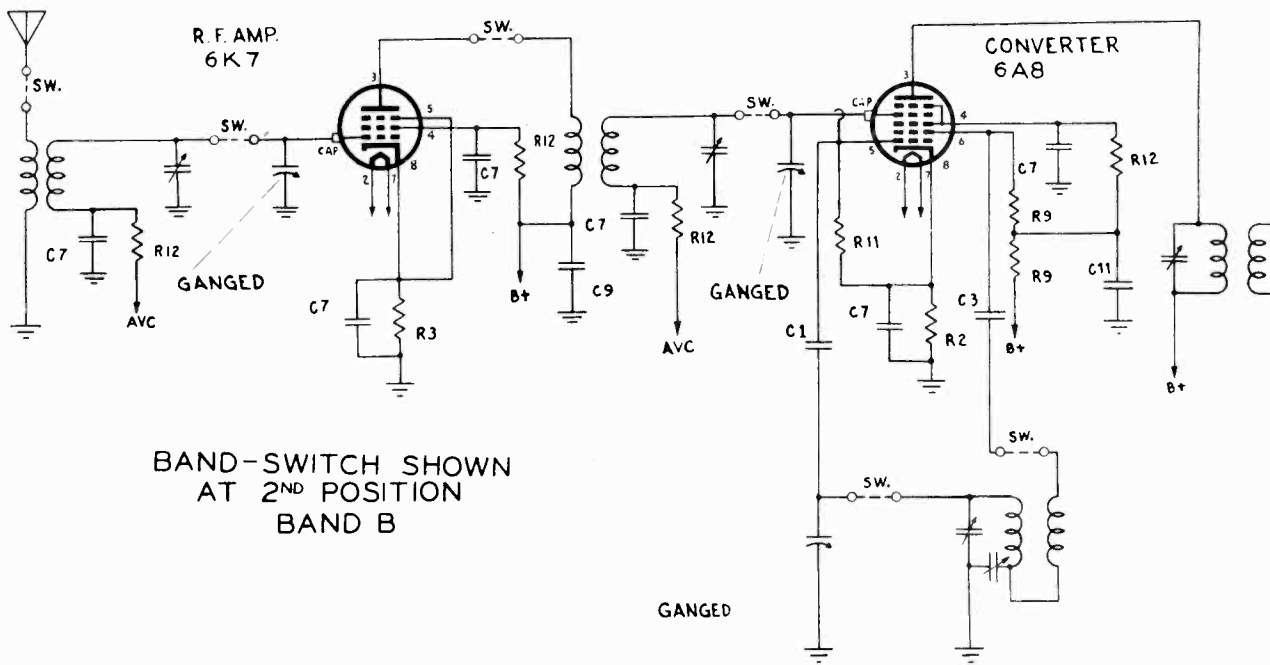 R.F. AMP.
6K7
SW.
CONVERTER
6A8
SW.
3
5
4
CAP
8
2
7
SW.
C7
R12
SW.
CAP
3
4
6
5
8
2
7
C7
R12
C7
R12
AVC
GANGED
C7
R3
B+
C9
C7
R12
AVC
GANGED
R11
C7
R2
C1
C3
R9
R9
B+
C11
B+
BAND-SWITCH SHOWN
AT 2ND POSITION
BAND B
SW.
SW.
GANGED